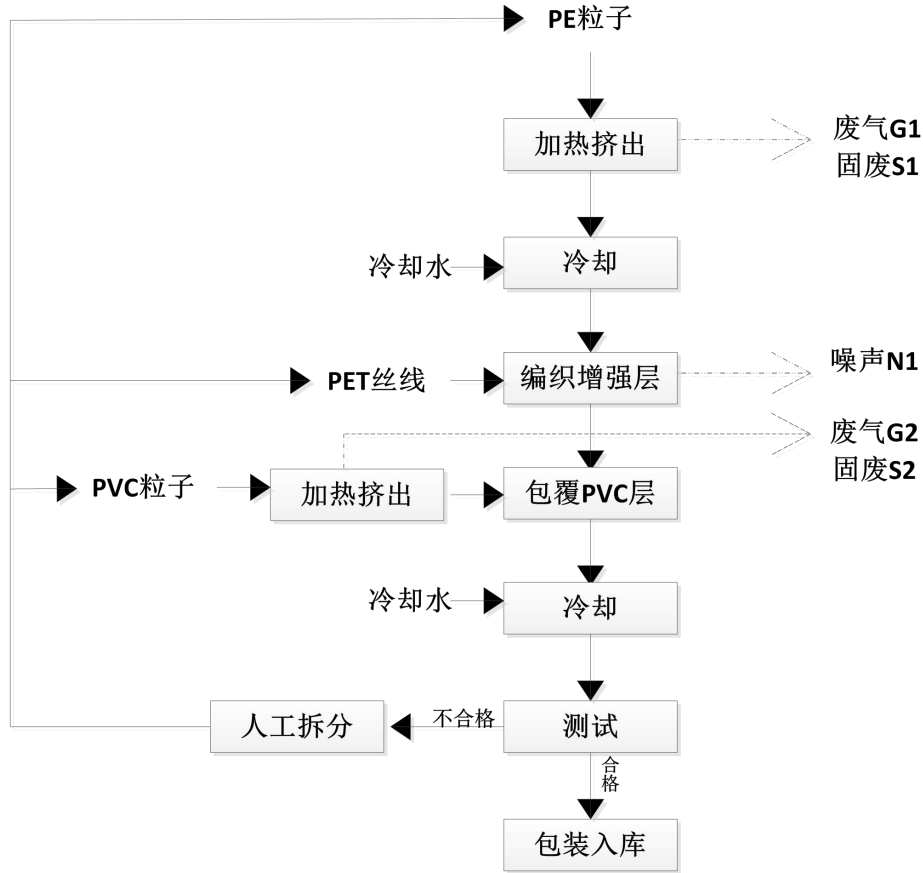 PE粒子
加热挤出
废气G1
固废S1
冷却水
冷却
PET丝线
编织增强层
噪声N1
废气G2
固废S2
PVC粒子
加热挤出
包覆PVC层
冷却水
冷却
人工拆分
不合格
测试
合格
包装入库